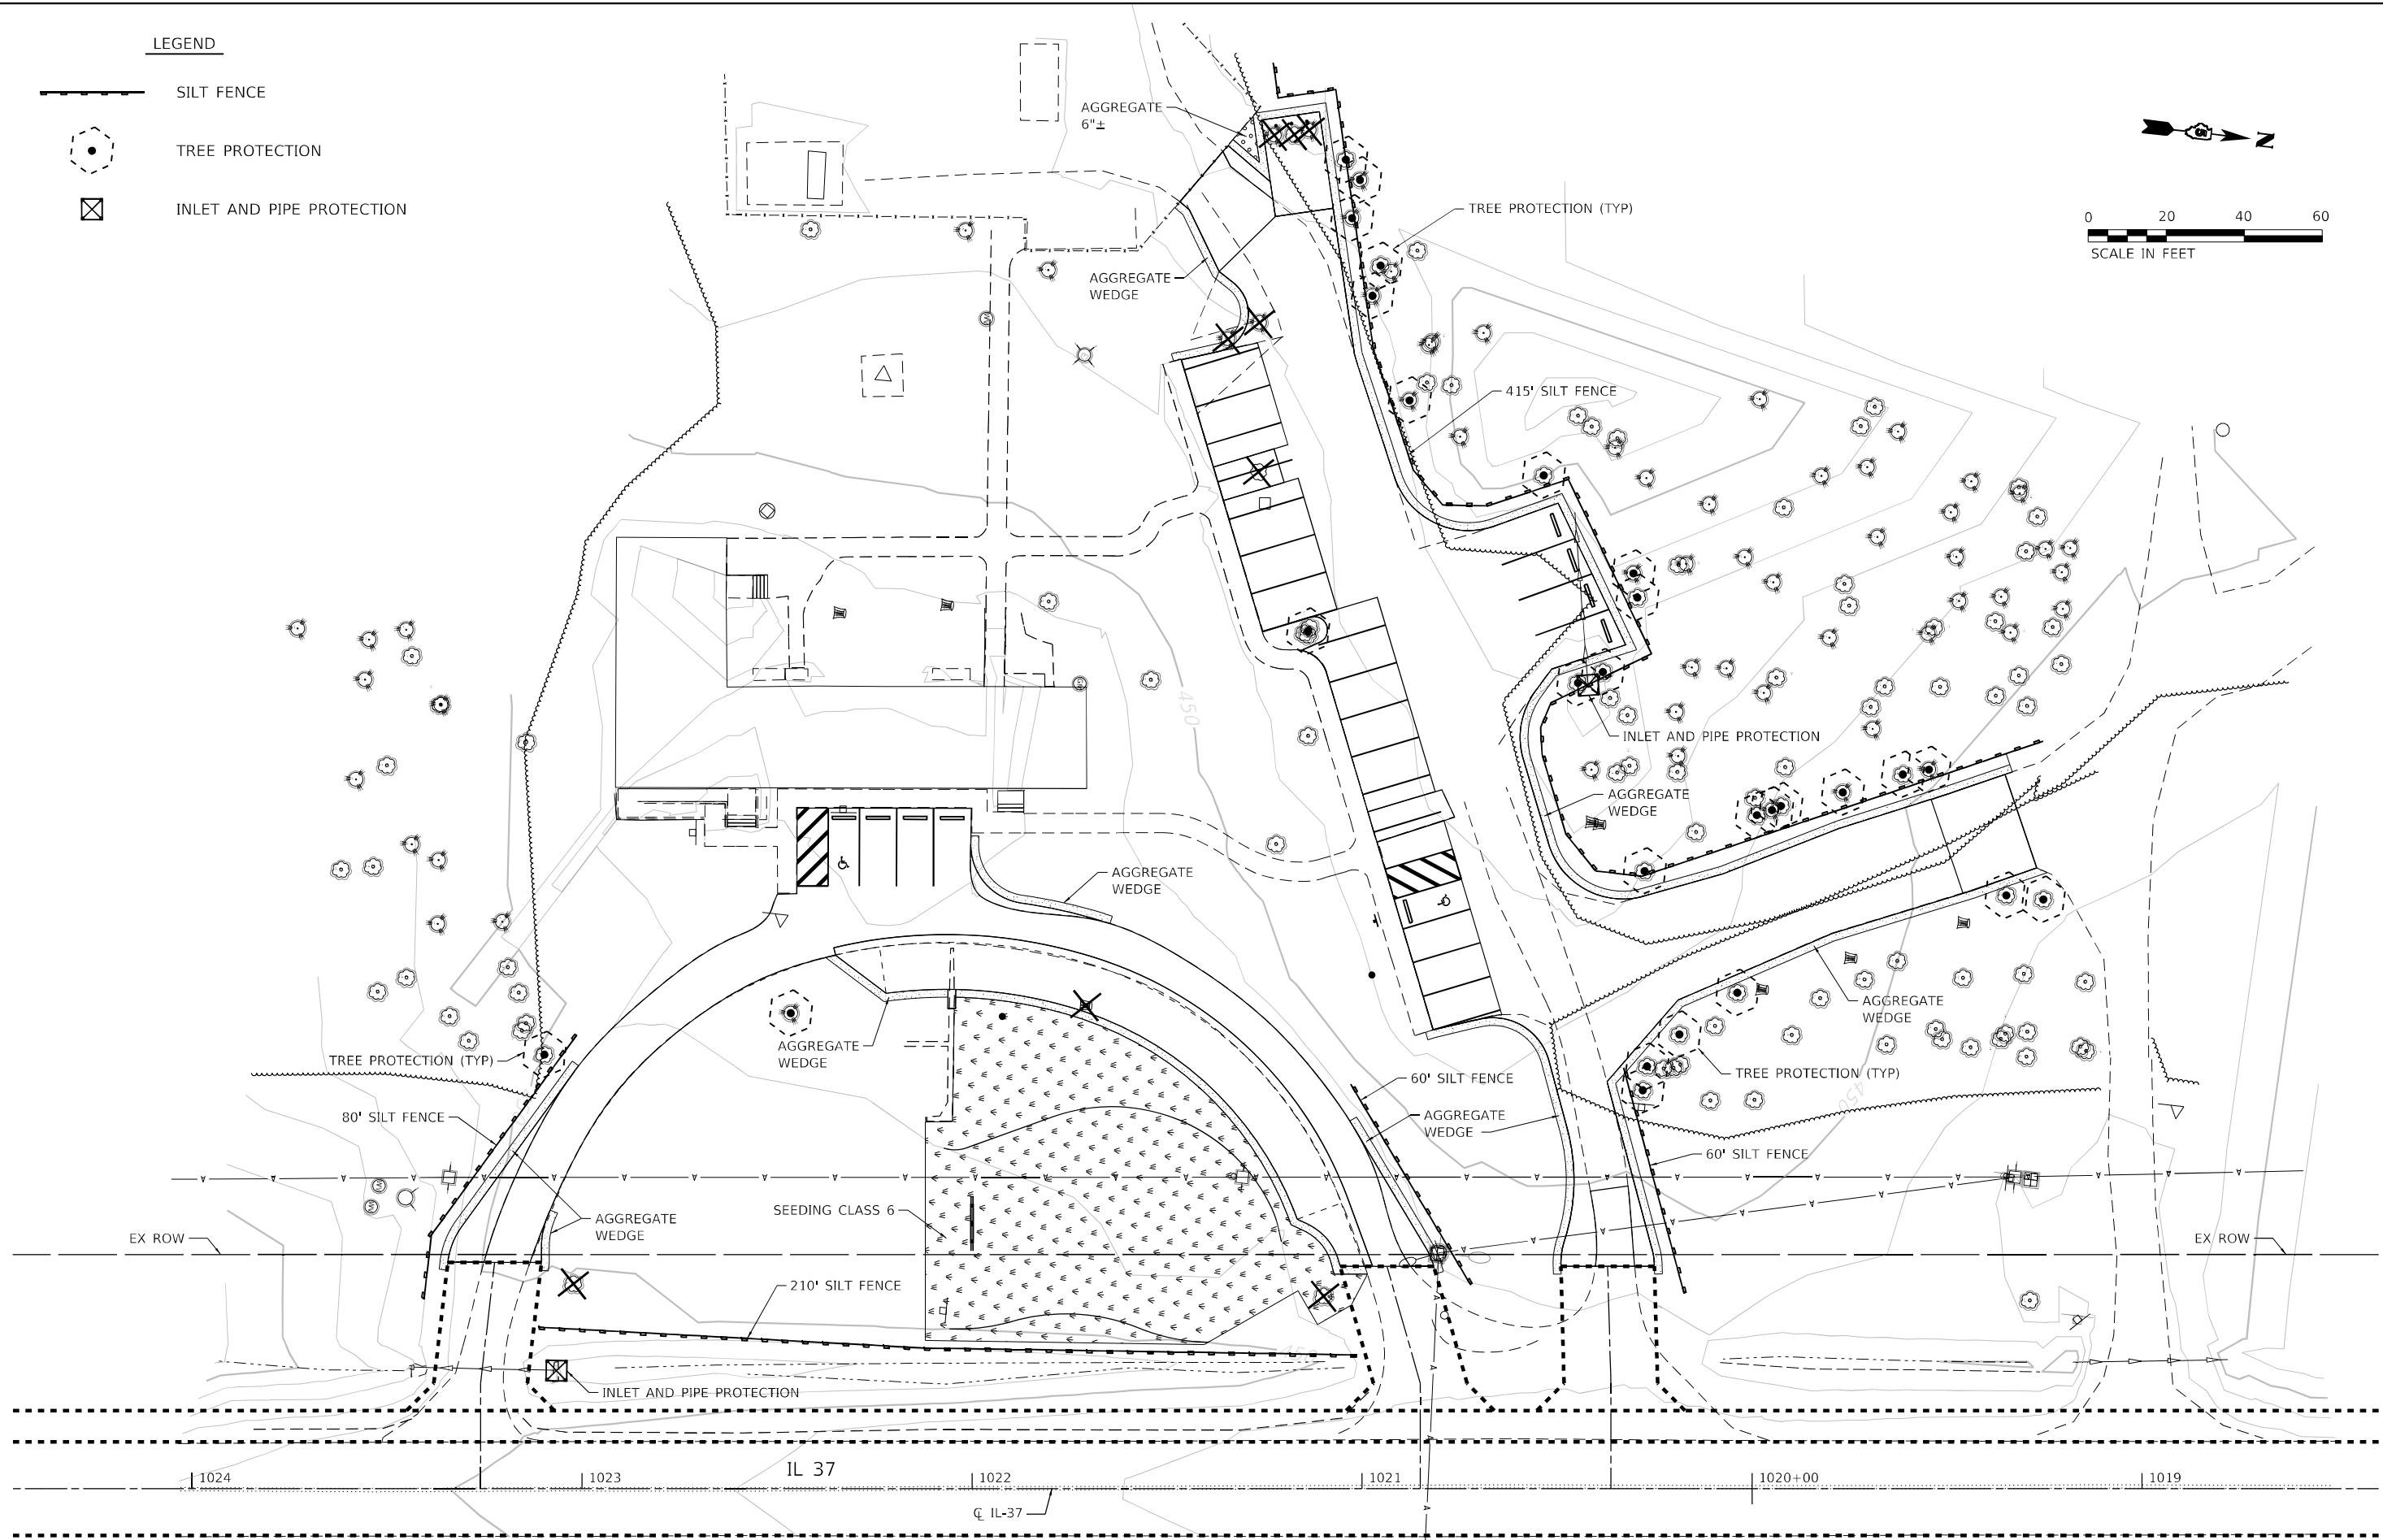 LEGEND
SILT FENCE
TREE PROTECTION
INLET AND PIPE PROTECTION
AGGREGATE
6"±
N
0 20 40 60
SCALE IN FEET
TREE PROTECTION (TYP)
AGGREGATE
WEDGE
415' SILT FENCE
450
INLET AND PIPE PROTECTION
AGGREGATE
WEDGE
AGGREGATE
WEDGE
AGGREGATE
WEDGE
AGGREGATE
WEDGE
TREE PROTECTION (TYP)
TREE PROTECTION (TYP)
60' SILT FENCE
AGGREGATE
WEDGE
80' SILT FENCE
450
60' SILT FENCE
SEEDING CLASS 6
AGGREGATE
WEDGE
EX ROW
EX ROW
210' SILT FENCE
INLET AND PIPE PROTECTION
1024
1023
IL 37
1022
1021
1020+00
1019
℄ IL-37